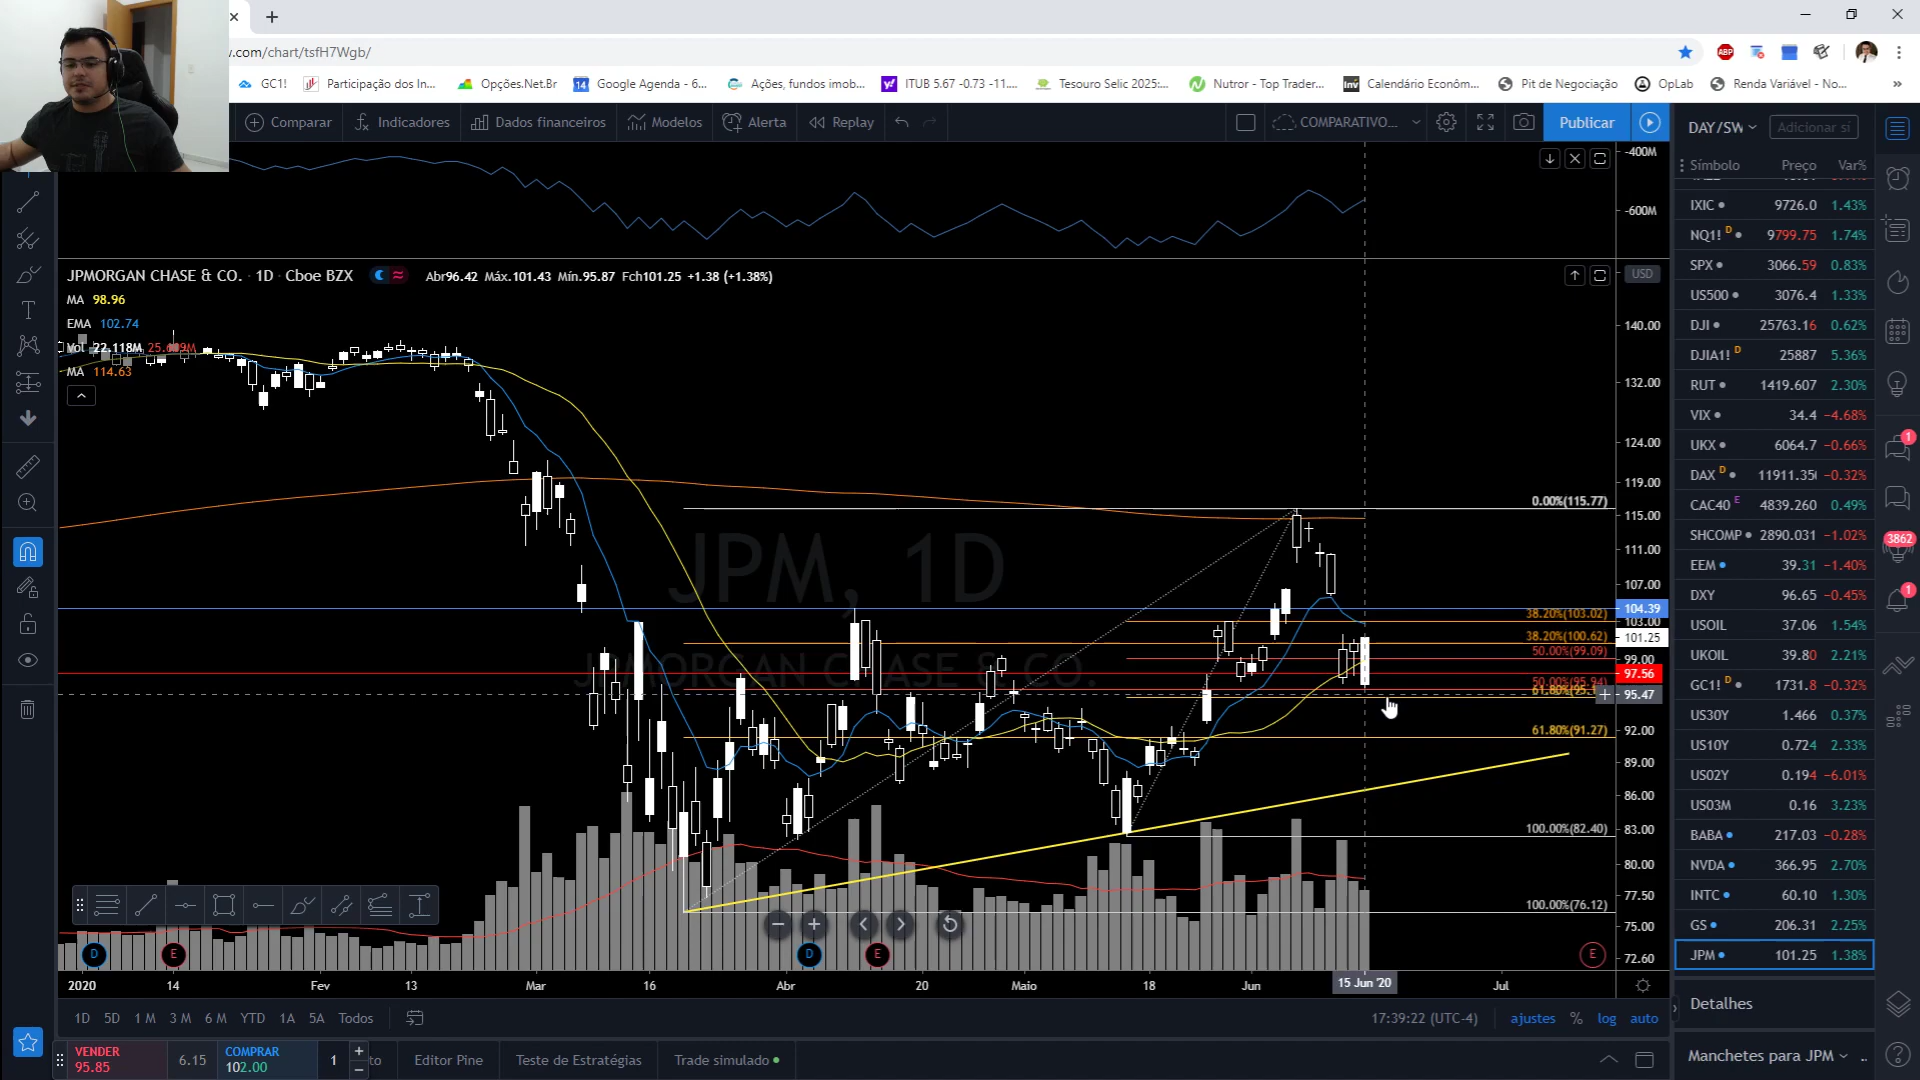 v.com/chart/tsfH7Wgb/
ABP
GC1!
Participação dos In...
Opções.Net.Br
14
Google Agenda - 6...
Ações, fundos imob...
ITUB 5.67 -0.73 -11....
Tesouro Selic 2025:...
Nutror - Top Trader...
Inv
Calendário Econôm...
Pit de Negociação
OpLab
Renda Variável - No...
»
Comparar
Indicadores
Dados financeiros
Modelos
Alerta
Replay
COMPARATIVO...
Publicar
DAY/SW
Adicionar sí
Símbolo Preço Var%
IXIC 9726.0 1.43%
NQ1! D 9799.75 1.74%
SPX 3066.59 0.83%
US500 3076.4 1.33%
DJI 25763.16 0.62%
DJIA1! D 25887 5.36%
RUT 1419.607 2.30%
VIX 34.4 −4.68%
UKX 6064.7 −0.66%
DAX D 11911.35 −0.32%
CAC40 E 4839.260 0.49%
SHCOMP 2890.031 −1.02%
EEM 39.31 −1.40%
DXY 96.65 −0.45%
USOIL 37.06 1.54%
UKOIL 39.80 2.21%
GC1! D 1731.8 −0.32%
US30Y 1.466 0.37%
US10Y 0.724 2.33%
US02Y 0.194 −6.01%
US03M 0.16 3.23%
BABA 217.03 −0.28%
NVDA 366.95 2.70%
INTC 60.10 1.30%
GS 206.31 2.25%
JPM 101.25 1.38%
Detalhes
Manchetes para JPM
1
3862
1
-400M
-600M
JPMORGAN CHASE & CO. · 1D · Cboe BZX
Abr96.42 Máx.101.43 Mín.95.87 Fch101.25 +1.38 (+1.38%)
USD
MA 98.96
EMA 102.74
Vol 22.118M
MA 114.63
JPM, 1D
JPMORGAN CHASE & CO.
0.00%(115.77)
38.20%(103.02)
38.20%(100.62)
50.00%(99.09)
50.00%(95.94)
61.80%(91.27)
100.00%(82.40)
100.00%(76.12)
140.00
132.00
124.00
119.00
115.00
111.00
107.00
104.39
103.00
101.25
99.00
97.56
95.47
92.00
89.00
86.00
83.00
80.00
77.50
75.00
72.60
D
E
D
E
E
2020
14
Fev
13
Mar
16
Abr
20
Maio
18
Jun
15 Jun '20
Jul
1D 5D 1 M 3 M 6 M YTD 1A 5A Todos
17:39:22 (UTC-4)
ajustes
%
log
auto
VENDER
95.85
6.15
COMPRAR
102.00
1
to
Editor Pine
Teste de Estratégias
Trade simulado